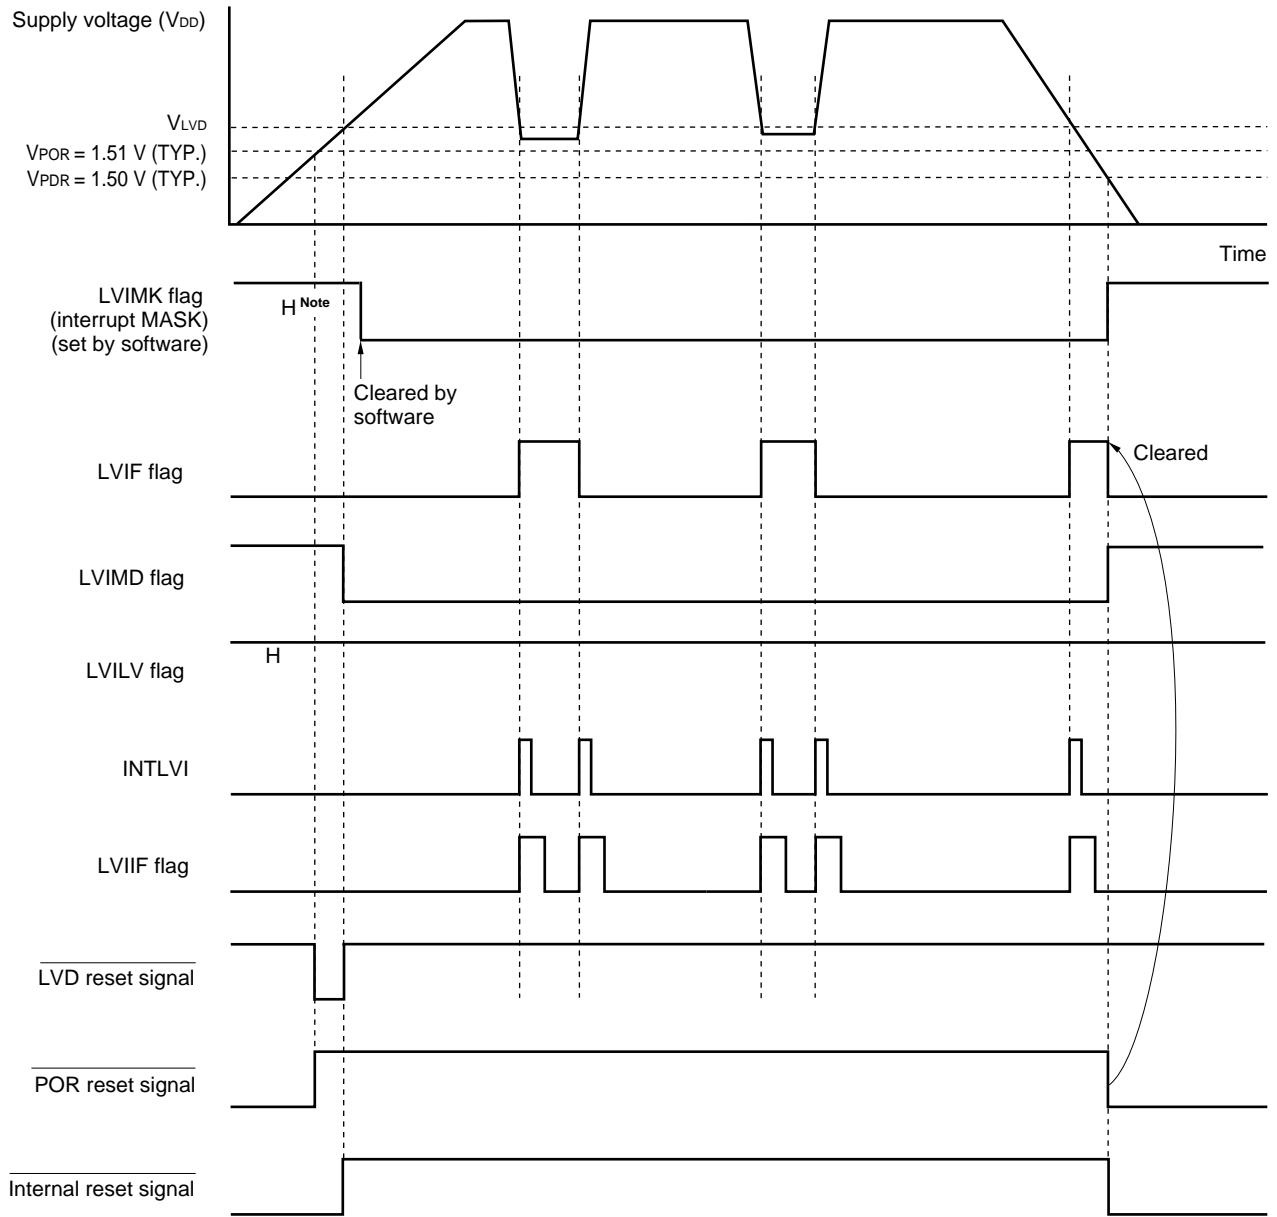 Supply voltage (VDD)
VLVD
VPOR = 1.51 V (TYP.)
VPDR = 1.50 V (TYP.)
Time
LVIMK flag
(interrupt MASK)
(set by software)
H Note
Cleared by
software
LVIF flag
Cleared
LVIMD flag
H
LVILV flag
INTLVI
LVIIF flag
LVD reset signal
POR reset signal
Internal reset signal